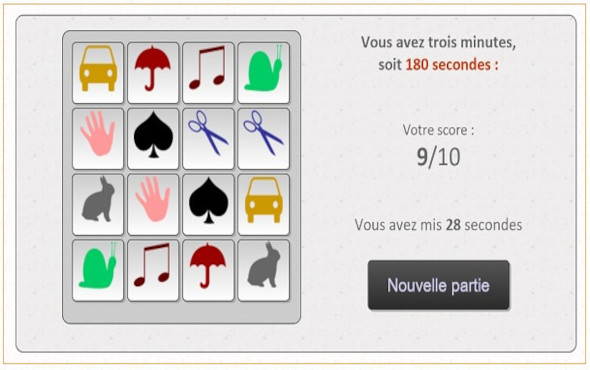 Vous avez trois minutes,
soit 180 secondes :
Votre score :
9/10
Vous avez mis 28 secondes
Nouvelle partie